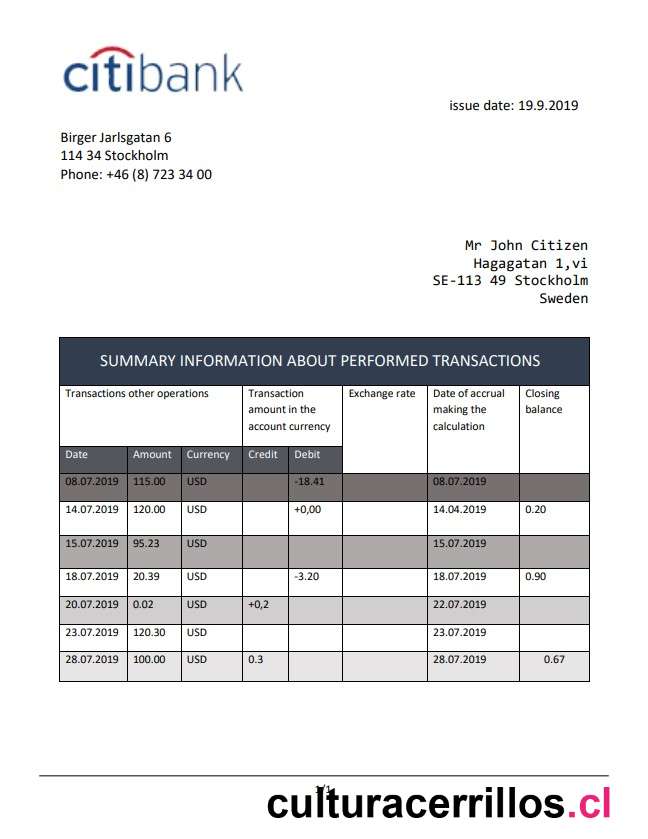 citibank
issue date: 19.9.2019
Birger Jarlsgatan 6
114 34 Stockholm
Phone: +46 (8) 723 34 00
Mr John Citizen
Hagagatan 1,vi
SE-113 49 Stockholm
Sweden
SUMMARY INFORMATION ABOUT PERFORMED TRANSACTIONS
Transactions other operations Transaction amount in the account currency Exchange rate Date of accrual making the calculation Closing balance
Date Amount Currency Credit Debit
08.07.2019 115.00 USD -18.41 08.07.2019
14.07.2019 120.00 USD +0,00 14.04.2019 0.20
15.07.2019 95.23 USD 15.07.2019
18.07.2019 20.39 USD -3.20 18.07.2019 0.90
20.07.2019 0.02 USD +0,2 22.07.2019
23.07.2019 120.30 USD 23.07.2019
28.07.2019 100.00 USD 0.3 28.07.2019 0.67
1/1
culturacerrillos.cl